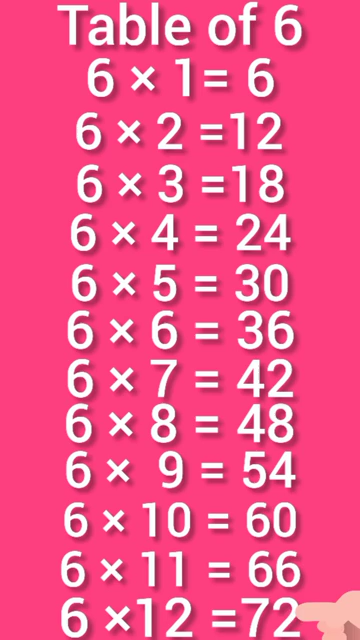 Table of 6
6 × 1= 6
6 × 2 =12
6 × 3 =18
6 × 4 = 24
6 × 5 = 30
6 × 6 = 36
6 × 7 = 42
6 × 8 = 48
6 ×  9 = 54
6 × 10 = 60
6 × 11 = 66
6 ×12 =72